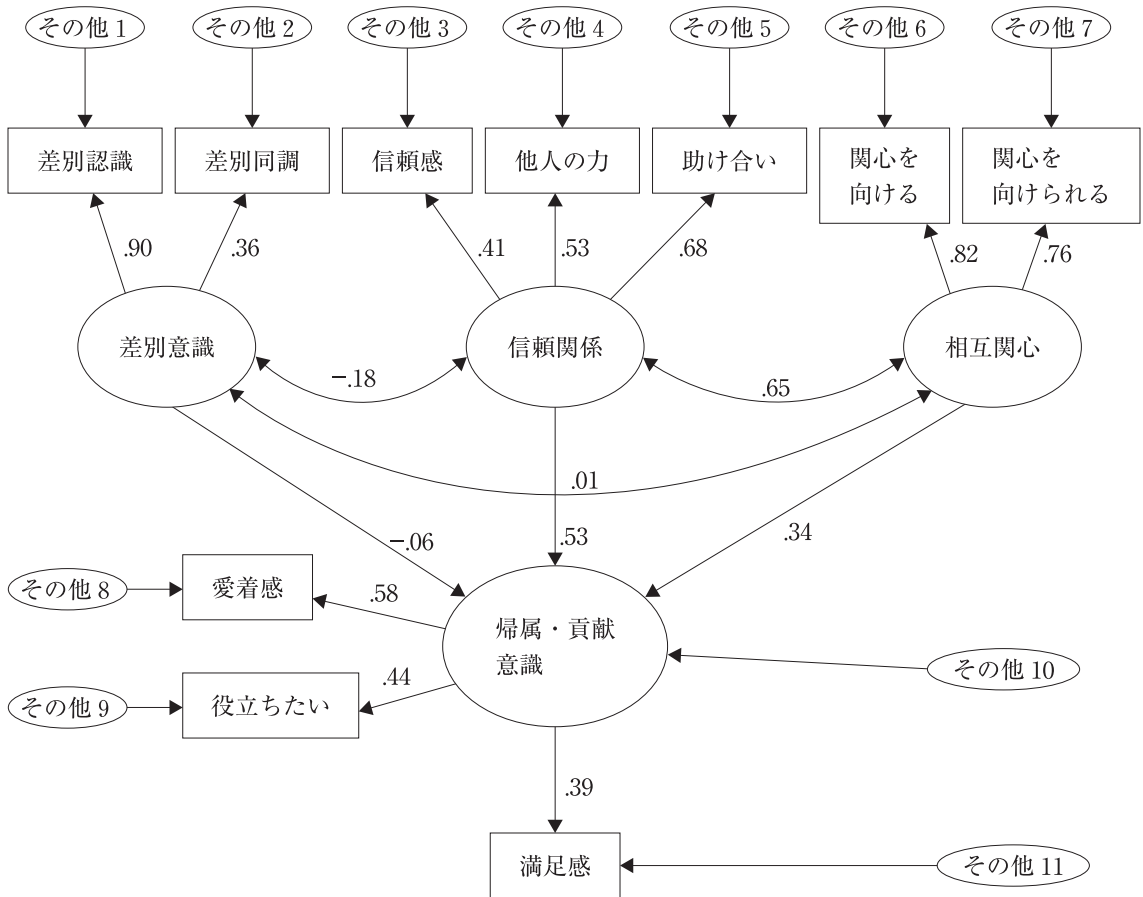 その他 1
その他 2
その他 3
その他 4
その他 5
その他 6
その他 7
差別認識
差別同調
信頼感
他人の力
助け合い
関心を
向ける
関心を
向けられる
.90
.36
.41
.53
.68
.82
.76
差別意識
信頼関係
相互関心
−.18
.65
.01
−.06
.53
.34
その他 8
愛着感
.58
帰属・貢献
意識
その他 10
その他 9
役立ちたい
.44
.39
満足感
その他 11